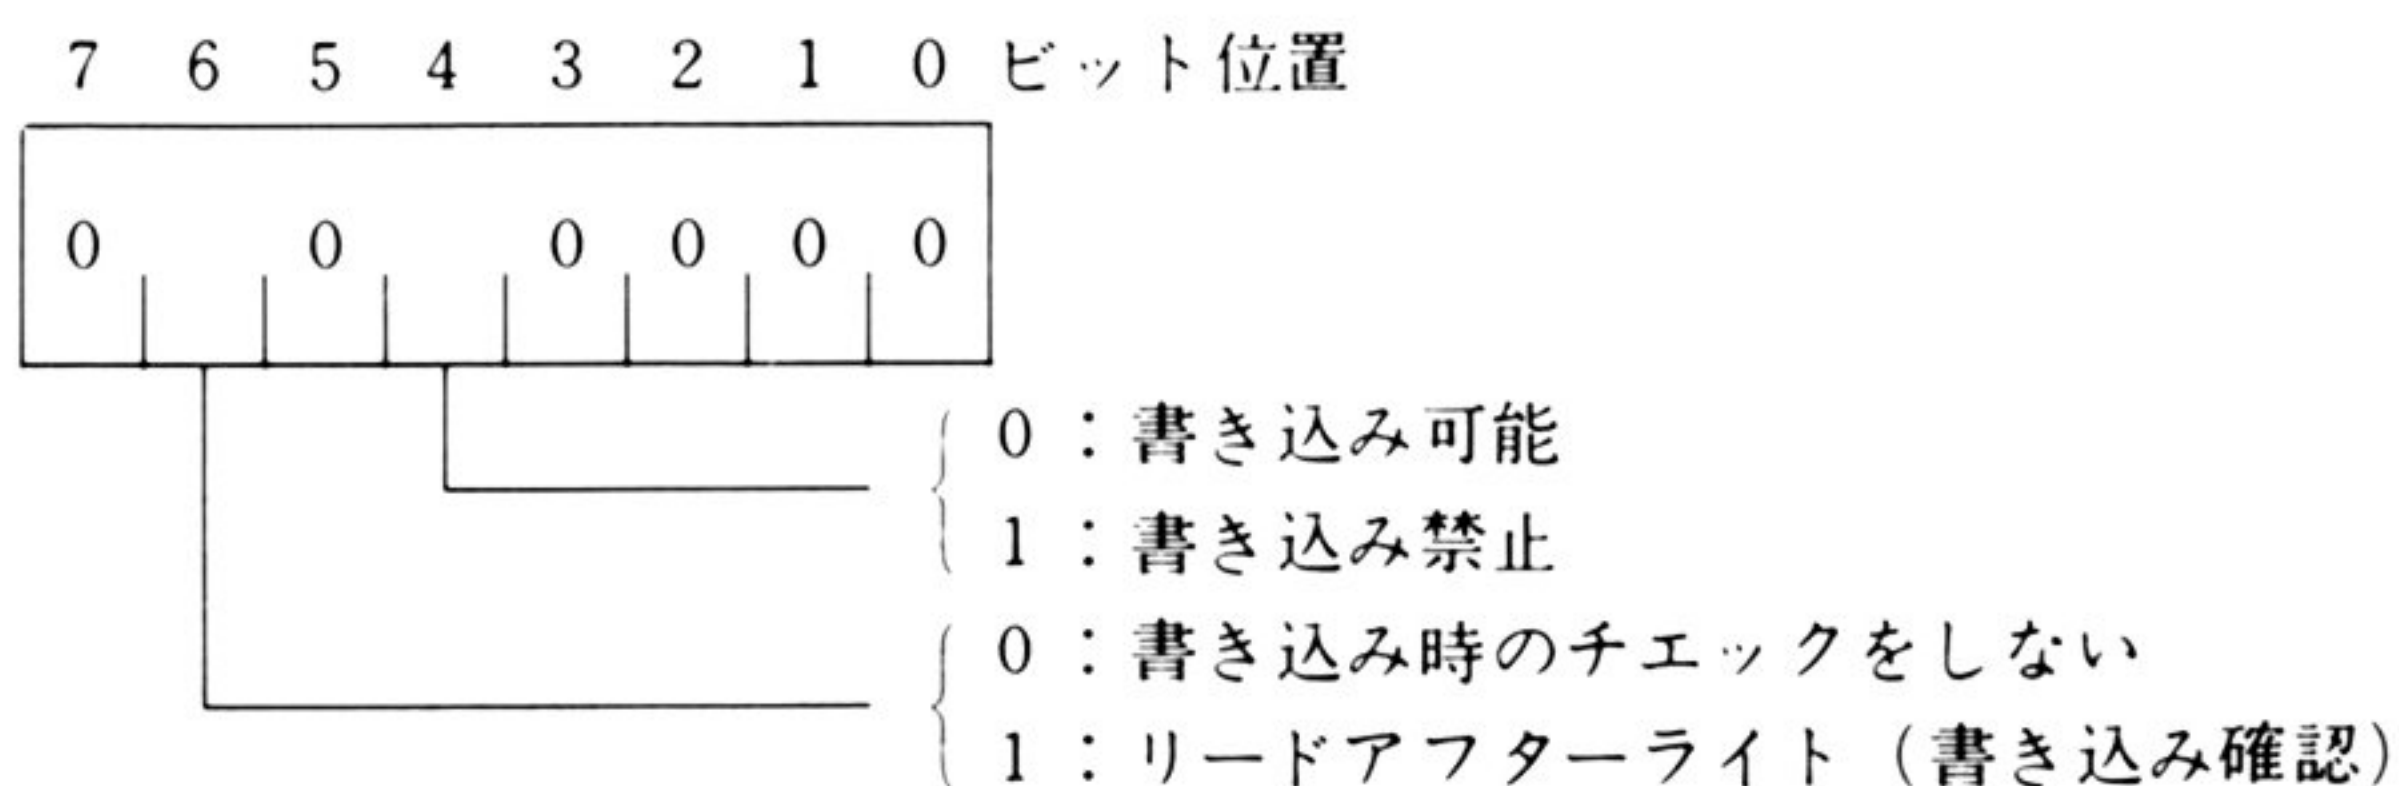 7 6 5 4 3 2 1 0 ビット位置
0 0 0 0 0 0
0：書き込み可能
1：書き込み禁止
0：書き込み時のチエックをしない
1：リードアフターライト（書き込み確認）